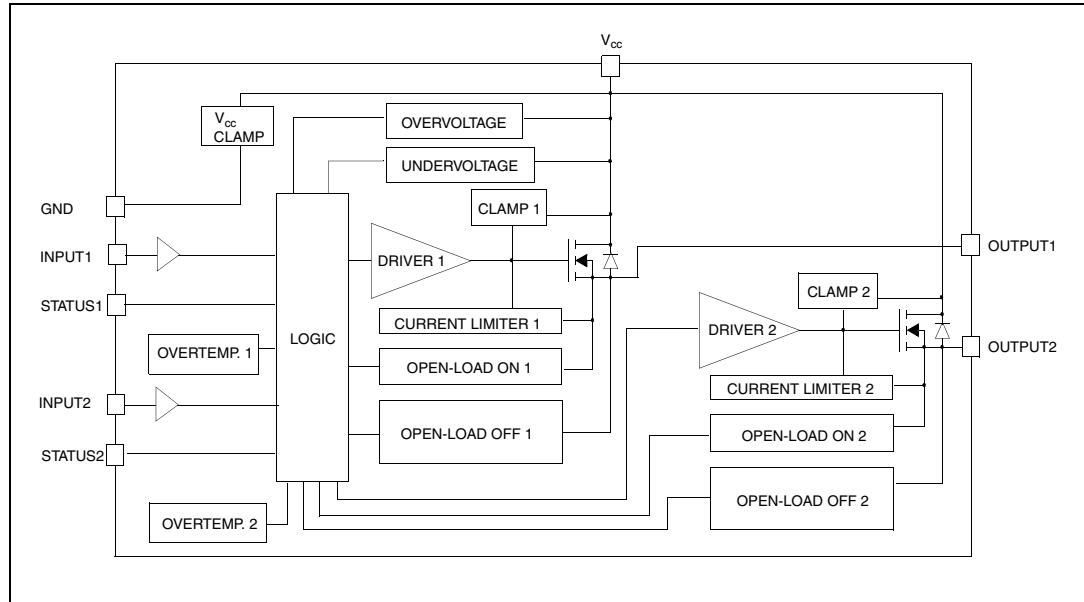 Vcc
Vcc
CLAMP
OVERVOLTAGE
UNDERVOLTAGE
GND
CLAMP 1
INPUT1
DRIVER 1
OUTPUT1
STATUS1
CLAMP 2
CURRENT LIMITER 1
DRIVER 2
LOGIC
OVERTEMP. 1
OUTPUT2
OPEN-LOAD ON 1
CURRENT LIMITER 2
INPUT2
OPEN-LOAD OFF 1
OPEN-LOAD ON 2
STATUS2
OPEN-LOAD OFF 2
OVERTEMP. 2